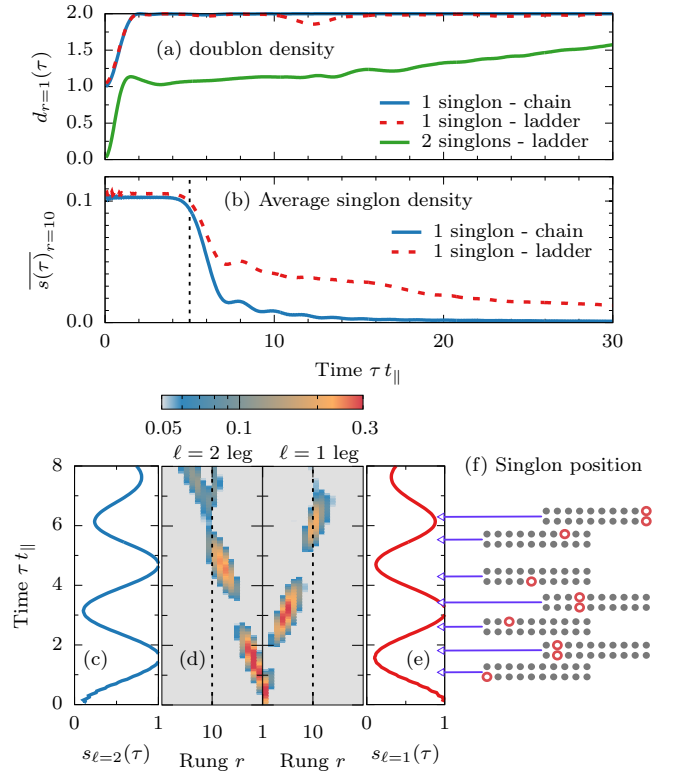 2.0
1.5
1.0
0.5
0.0
d_{r=1}(τ)
(a) doublon density
1 singlon - chain
1 singlon - ladder
2 singlons - ladder
0.1
0.0
\overline{s(τ)}_{r=10}
(b) Average singlon density
1 singlon - chain
1 singlon - ladder
0 10 20 30
Time τ t_∥
0.05 0.1 0.3
ℓ = 2 leg ℓ = 1 leg
(f) Singlon position
8
6
4
2
0
Time τ t_∥
(c) (d) (e)
0 1 10 1 10 0 1
s_{ℓ=2}(τ) Rung r Rung r s_{ℓ=1}(τ)